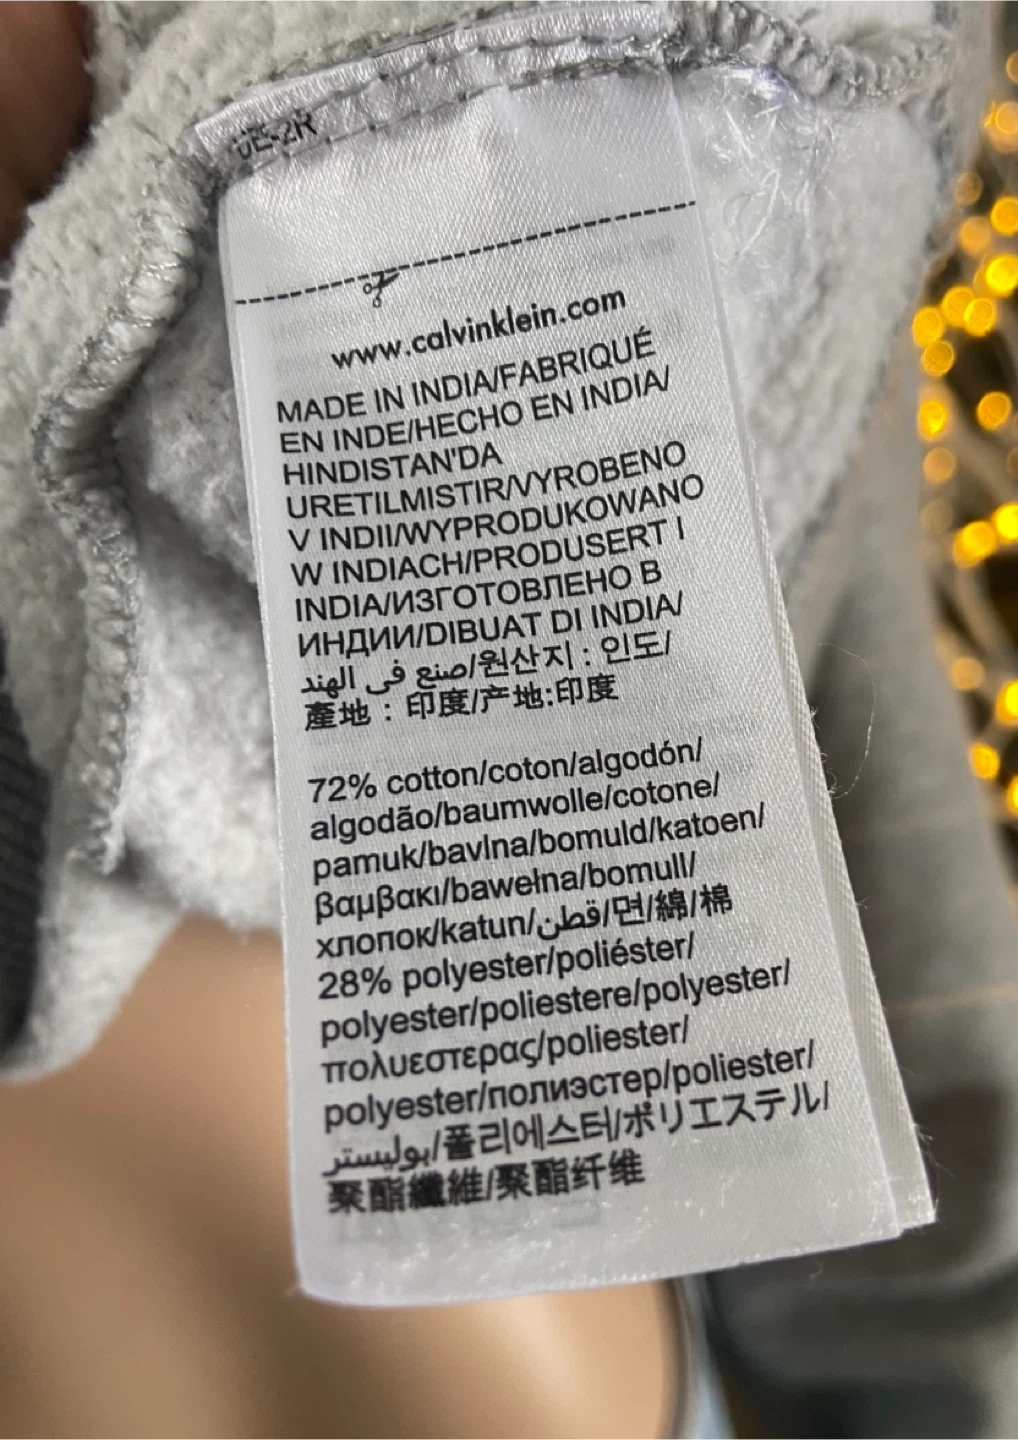 www.calvinklein.com
MADE IN INDIA/FABRIQUÉ
EN INDE/HECHO EN INDIA/
HINDISTAN'DA
URETILMISTIR/VYROBENO
V INDII/WYPRODUKOWANO
W INDIACH/PRODUSERT I
INDIA/ИЗГОТОВЛЕНО В
ИНДИИ/DIBUAT DI INDIA/
صنع فى الهند/원산지 : 인도/
產地 : 印度/产地:印度
72% cotton/coton/algodón/
algodão/baumwolle/cotone/
pamuk/bavlna/bomuld/katoen/
βαμβακι/bawełna/bomull/
хлопок/katun/قطن/면/綿/棉
28% polyester/poliéster/
polyester/poliestere/polyester/
πολυεστερας/poliester/
polyester/полиэстер/poliester/
بوليستر/폴리에스터/ポリエステル/
聚酯纖維/聚酯纤维